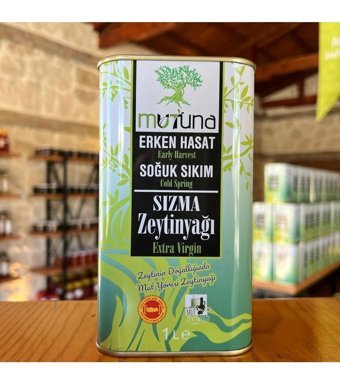 mutuna
ERKEN HASAT
Early Harvest
SOĞUK SIKIM
Cold Spring
SIZMA
Zeytinyağı
Extra Virgin
Zeytinin Doğallığında
Mut Yöresi Zeytinyağı
1 L e